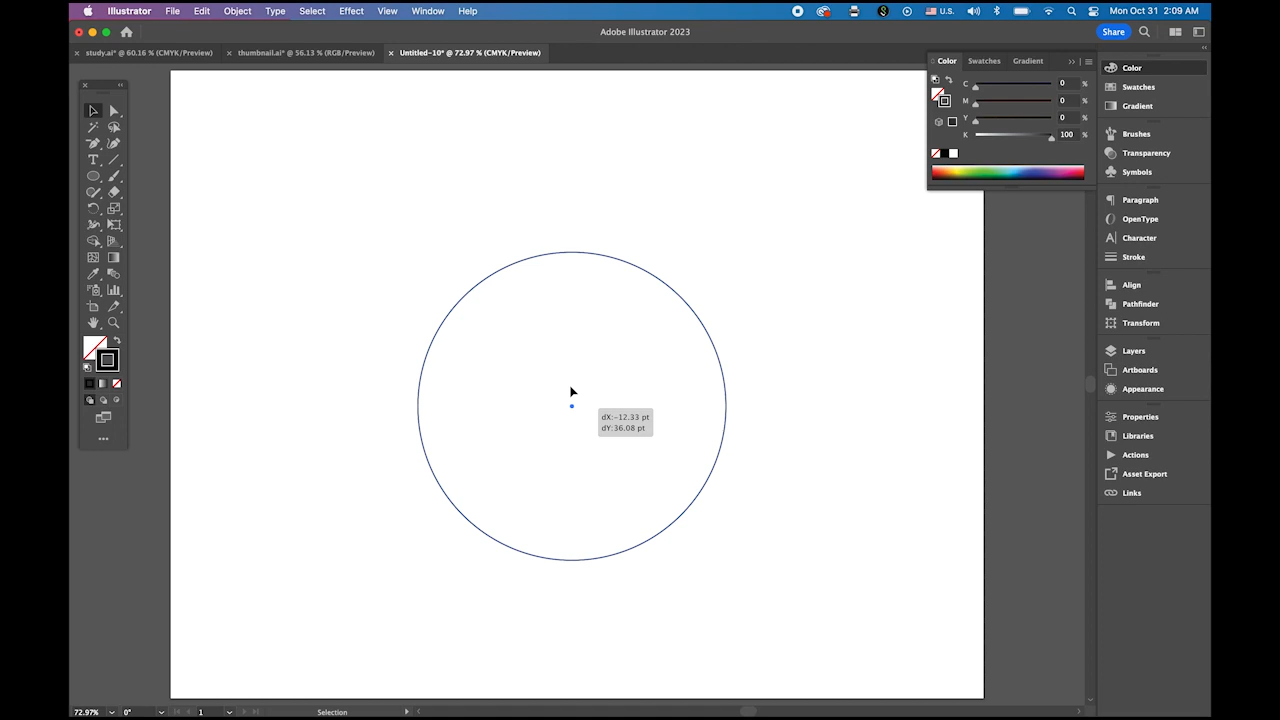 Illustrator File Edit Object Type Select Effect View Window Help U.S. Mon Oct 31 2:09 AM
Adobe Illustrator 2023 Share
study.ai* @ 60.16 % (CMYK/Preview) thumbnail.ai* @ 56.13 % (RGB/Preview) Untitled-10* @ 72.97 % (CMYK/Preview)
Color Swatches Gradient
C 0 %
M 0 %
Y 0 %
K 100 %
Color
Swatches
Gradient
Brushes
Transparency
Symbols
Paragraph
OpenType
Character
Stroke
Align
Pathfinder
Transform
Layers
Artboards
Appearance
Properties
Libraries
Actions
Asset Export
Links
dX:-12.33 pt
dY:36.08 pt
72.97% 0° 1 Selection